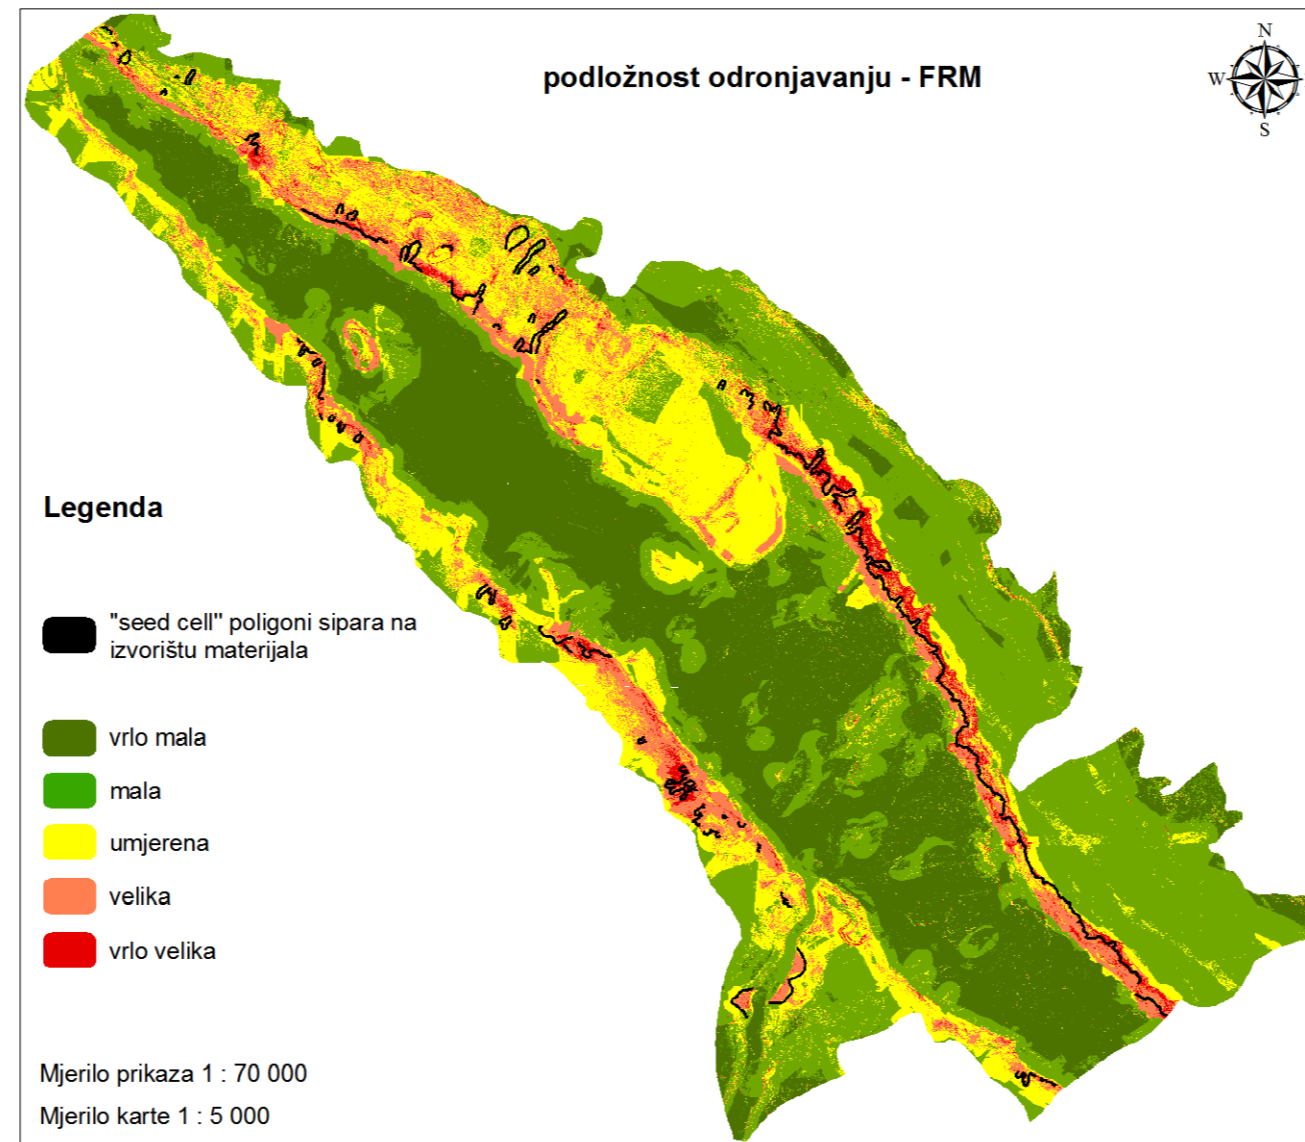 podložnost odronjavanju - FRM
N
W
S
Legenda
"seed cell" poligoni sipara na
izvorištu materijala
vrlo mala
mala
umjerena
velika
vrlo velika
Mjerilo prikaza 1 : 70 000
Mjerilo karte 1 : 5 000